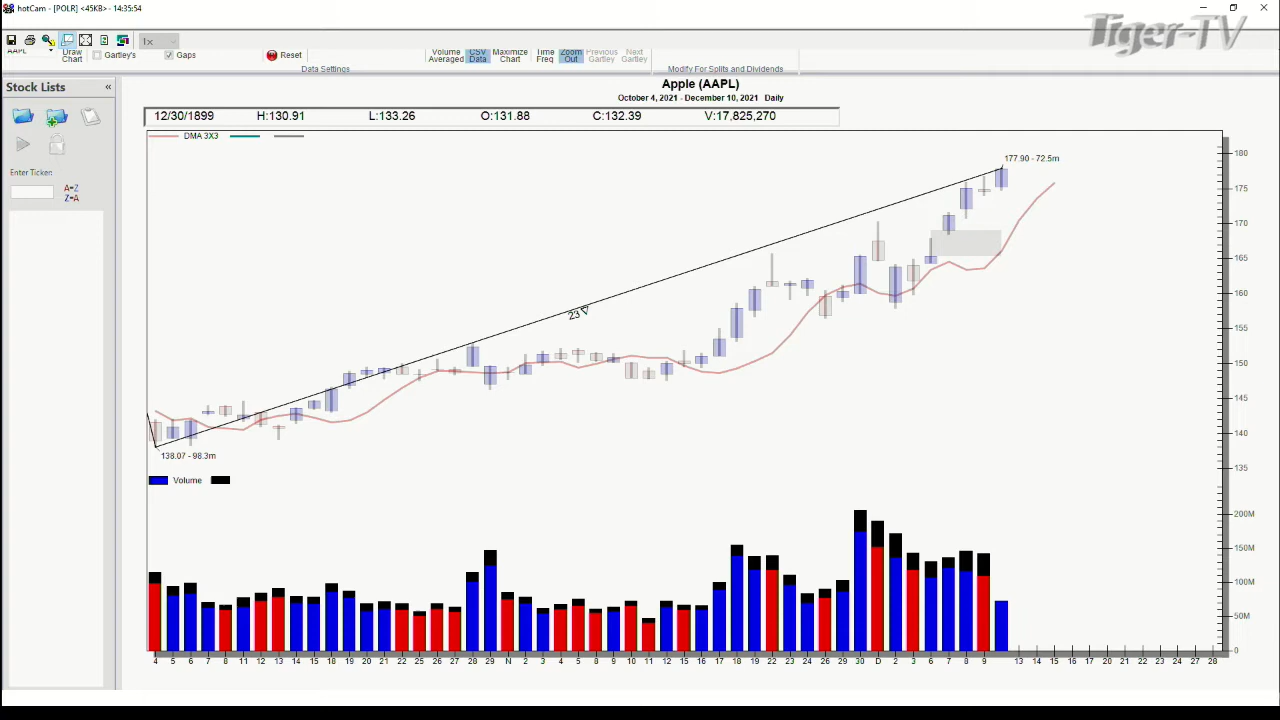 hotCam - [POLR] <45KB> - 14:35:54
Tiger-TV
1x
AAPL
Draw Chart
Gartley's
Gaps
Reset
Volume Averaged
CSV Data
Maximize Chart
Time Freq
Zoom Out
Previous Gartley
Next Gartley
Data Settings
Modify For Splits and Dividends
Stock Lists «
Enter Ticker:
A=Z
Z=A
Apple (AAPL)
October 4, 2021 - December 10, 2021 Daily
12/30/1899 H:130.91 L:133.26 O:131.88 C:132.39 V:17,825,270
DMA 3X3
177.90 - 72.5m
180
175
170
165
160
155
150
145
140
135
23
138.07 - 98.3m
Volume
200M
150M
100M
50M
0
4 5 6 7 8 11 12 13 14 15 18 19 20 21 22 25 26 27 28 29 1 2 3 4 5 8 9 10 11 12 15 16 17 18 19 22 23 24 26 29 30 D 2 3 6 7 8 9 13 14 15 16 17 20 21 22 23 24 27 28